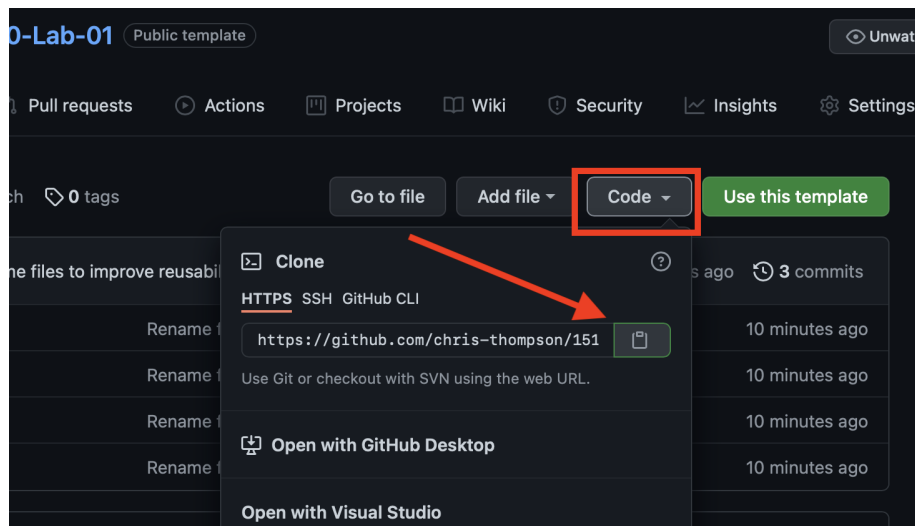 0-Lab-01 Public template Unwat
Pull requests Actions Projects Wiki Security Insights Settings
ch 0 tags Go to file Add file Code Use this template
me files to improve reusabil s ago 3 commits
Clone
HTTPS SSH GitHub CLI
Rename f 10 minutes ago
https://github.com/chris-thompson/151
Rename f 10 minutes ago
Use Git or checkout with SVN using the web URL.
Rename f 10 minutes ago
Open with GitHub Desktop
Rename f 10 minutes ago
Open with Visual Studio